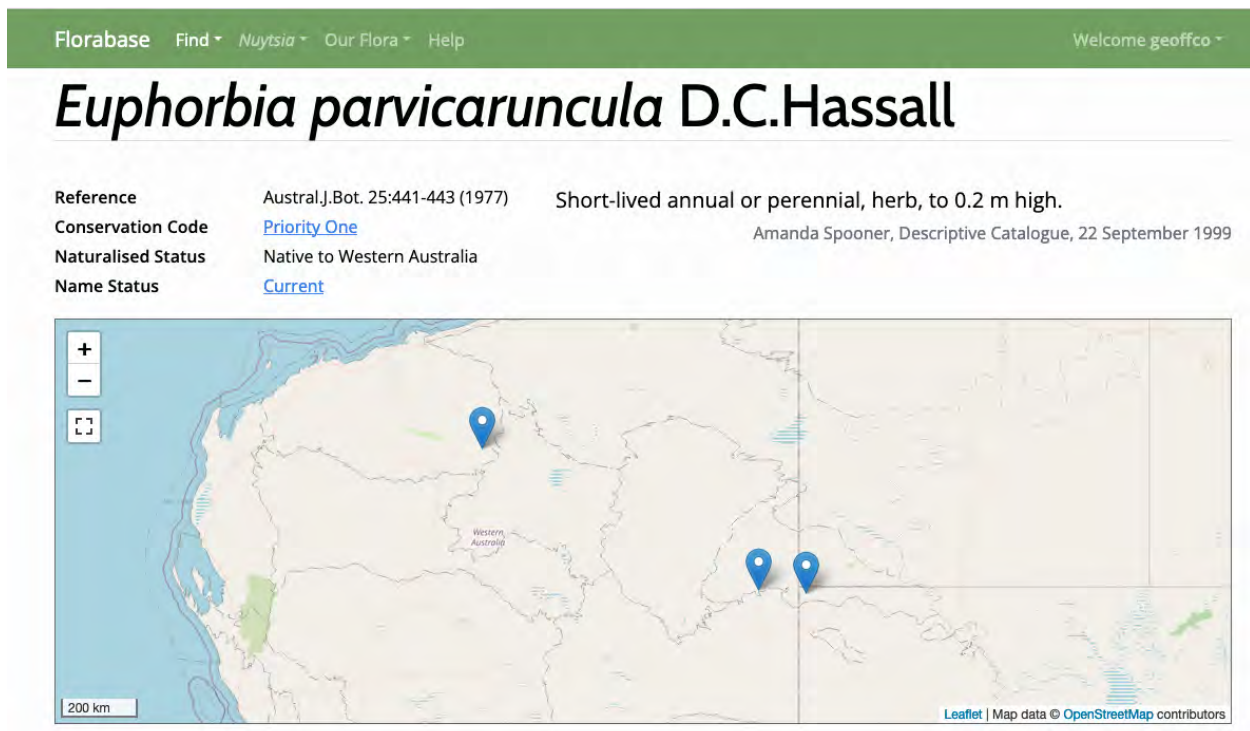 Florabase Find Nuytsia Our Flora Help Welcome geoffco
Euphorbia parvicaruncula D.C.Hassall
Reference Austral.J.Bot. 25:441-443 (1977)
Conservation Code Priority One
Naturalised Status Native to Western Australia
Name Status Current
Short-lived annual or perennial, herb, to 0.2 m high.
Amanda Spooner, Descriptive Catalogue, 22 September 1999
+
−
Western
Australia
200 km
Leaflet | Map data © OpenStreetMap contributors